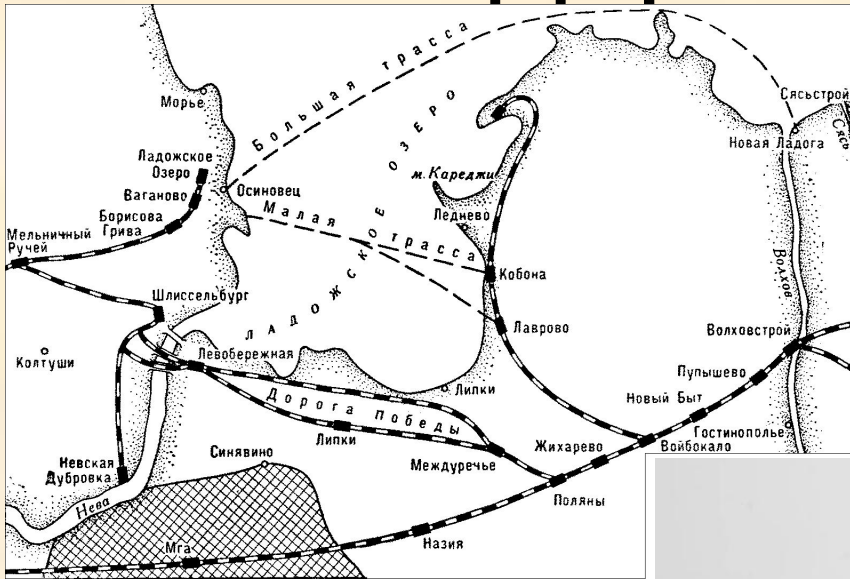 Большая трасса
Сясьстрой
Сясь
Морье
Новая Ладога
Ладожское
Озеро
м. Кареджи
Ваганово
Осиновец
Борисова
Грива
Малая трасса
Леднево
Мельничный
Ручей
ЛАДОЖСКОЕ ОЗЕРО
Кобона
Волхов
Шлиссельбург
Лаврово
Волховстрой
Колтуши
Левобережная
Пупышево
Липки
Дорога Победы
Новый Быт
Липки
Гостинополье
Жихарево
Войбокало
Синявино
Междуречье
Невская
Дубровка
Поляны
Нева
Назия
Мга